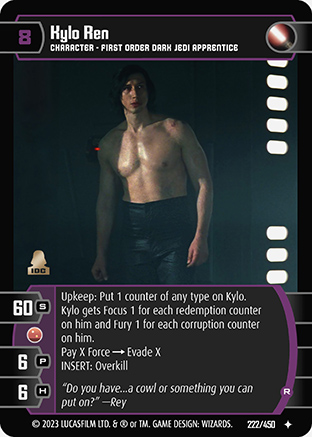 8
Kylo Ren
CHARACTER - FIRST ORDER DARK JEDI APPRENTICE
IDC
60 S
6 P
6 H
Upkeep: Put 1 counter of any type on Kylo.
Kylo gets Focus 1 for each redemption counter
on him and Fury 1 for each corruption counter
on him.
Pay X Force → Evade X
INSERT: Overkill
“Do you have...a cowl or something you can
put on?” —Rey
R
© 2023 LUCASFILM LTD. & ® or TM. GAME DESIGN: WIZARDS.
222/450